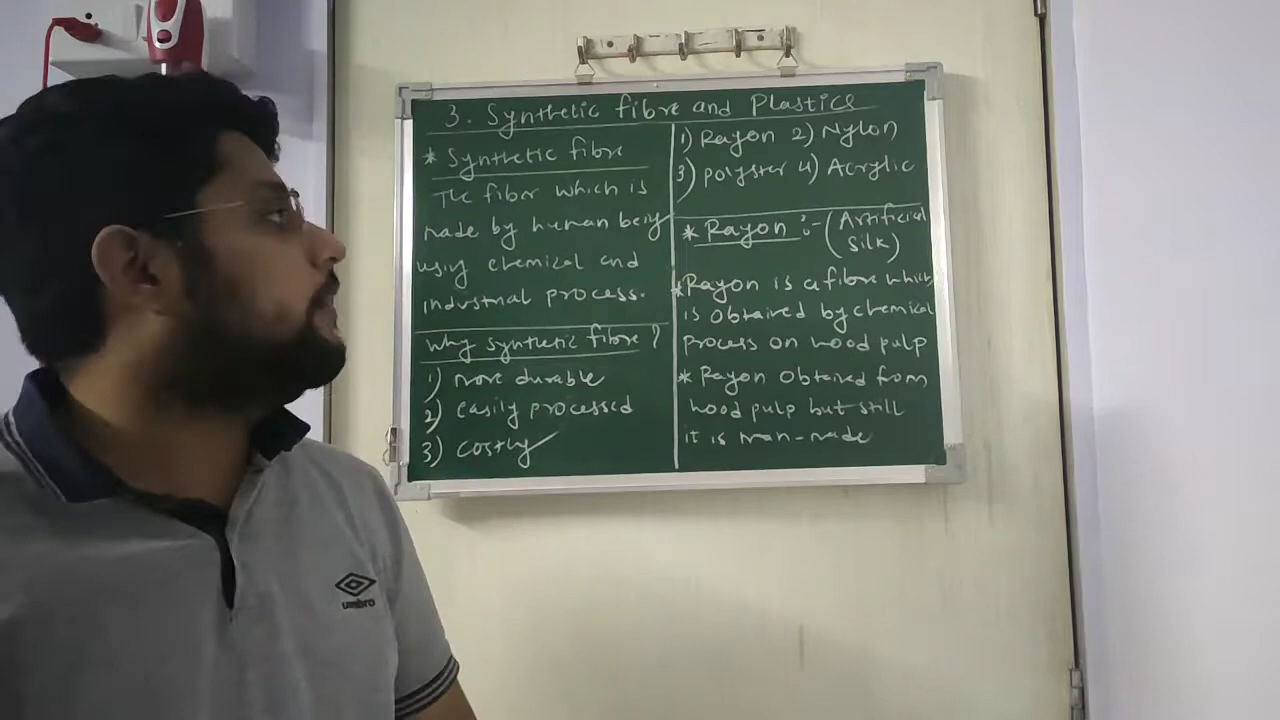 3. Synthetic fibre and Plastics
* Synthetic fibre
The fiber which is
made by human being
using chemical and
industrial process.
Why synthetic fibre ?
1) more durable
2) easily processed
3) costly
1) Rayon 2) Nylon
3) polyster 4) Acrylic
* Rayon :- (Artificial
Silk)
* Rayon is a fibre which
is obtained by chemical
process on wood pulp
* Rayon obtained from
wood pulp but still
it is man-made
umbro